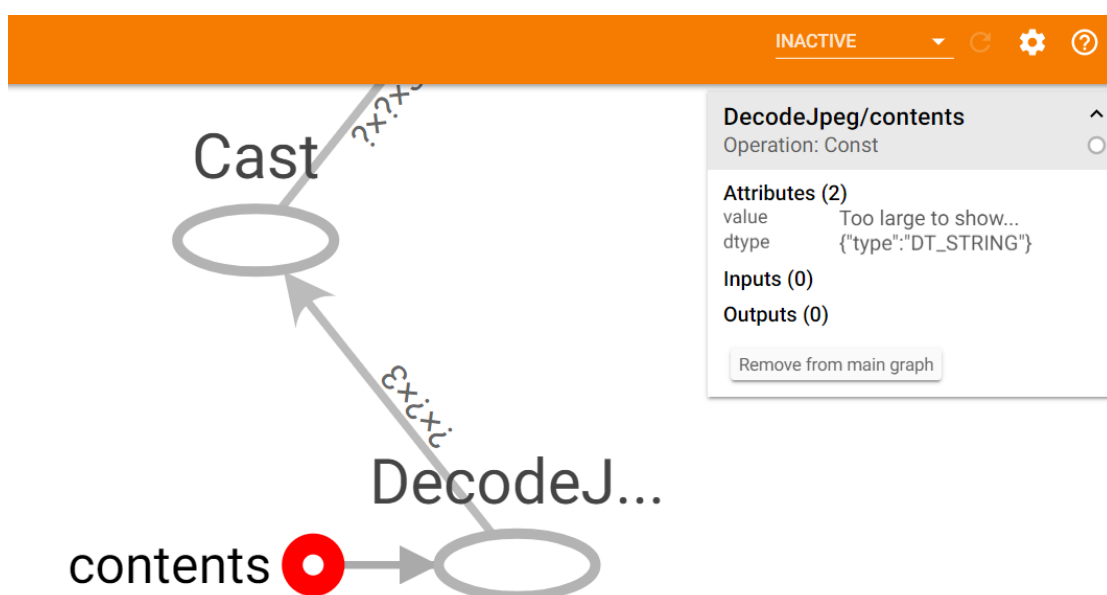 INACTIVE
DecodeJpeg/contents
Operation: Const
Attributes (2)
value Too large to show...
dtype {"type":"DT_STRING"}
Inputs (0)
Outputs (0)
Remove from main graph
Cast
?x?x3
DecodeJ...
contents